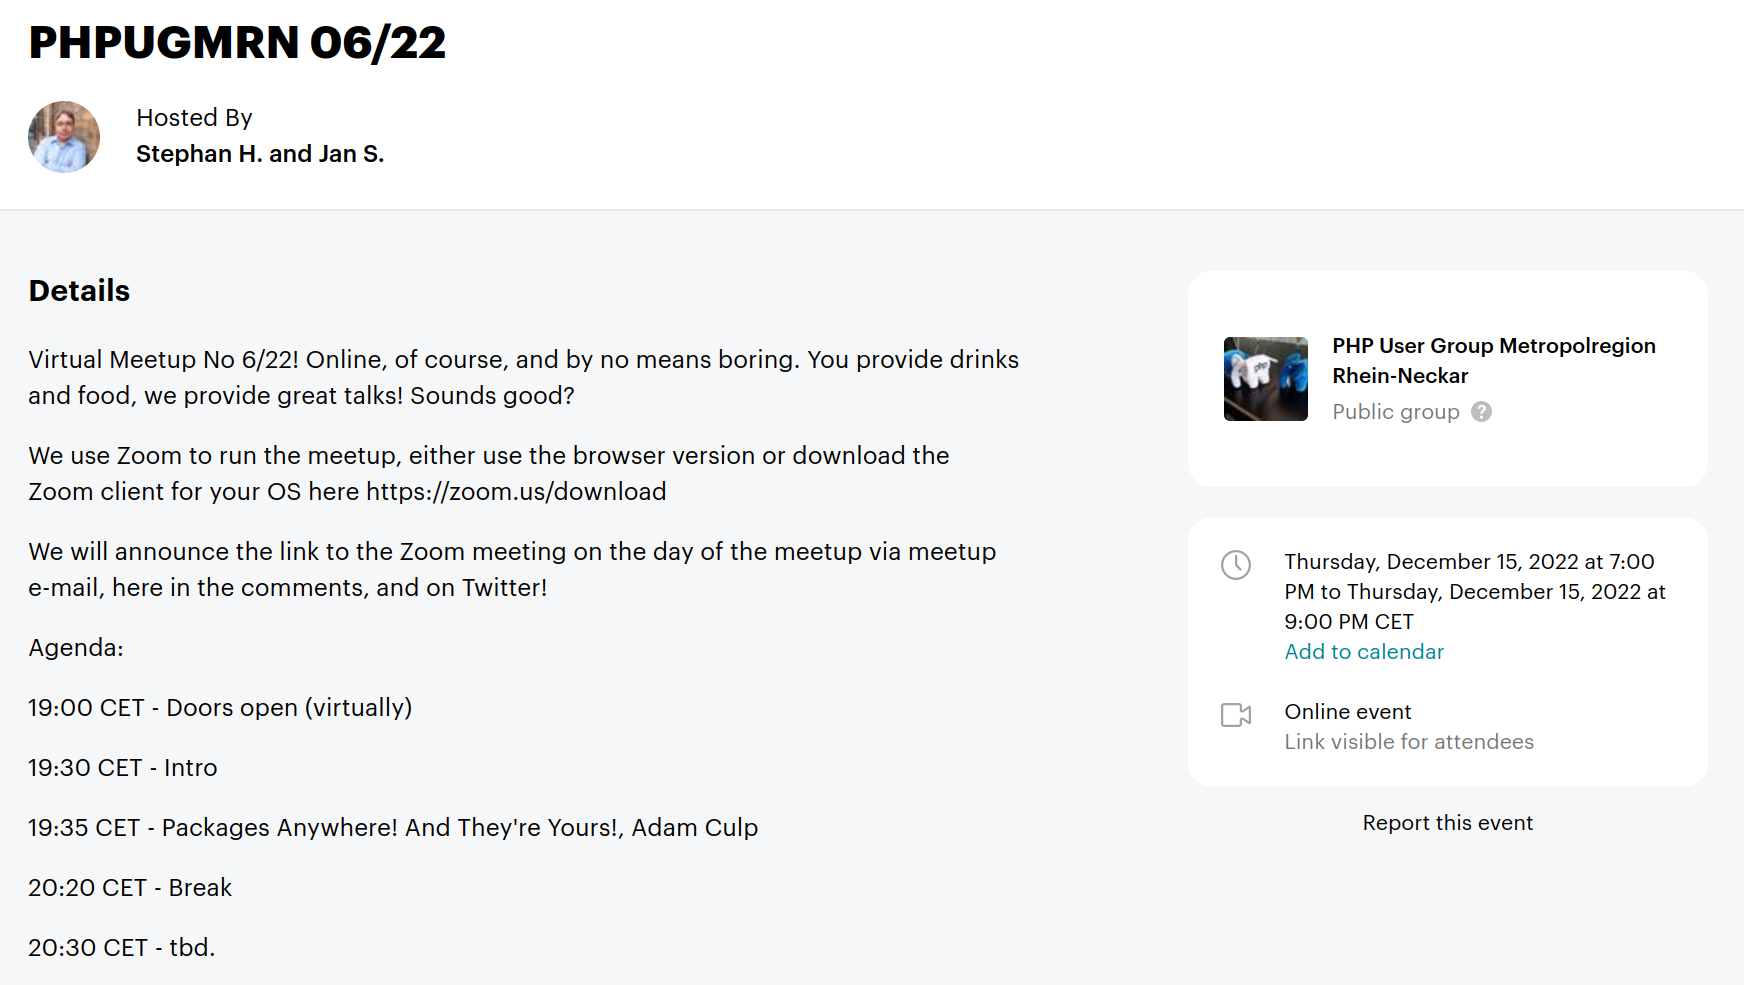 PHPUGMRN 06/22
Hosted By
Stephan H. and Jan S.
Details
Virtual Meetup No 6/22! Online, of course, and by no means boring. You provide drinks
and food, we provide great talks! Sounds good?
We use Zoom to run the meetup, either use the browser version or download the
Zoom client for your OS here https://zoom.us/download
We will announce the link to the Zoom meeting on the day of the meetup via meetup
e-mail, here in the comments, and on Twitter!
Agenda:
19:00 CET - Doors open (virtually)
19:30 CET - Intro
19:35 CET - Packages Anywhere! And They're Yours!, Adam Culp
20:20 CET - Break
20:30 CET - tbd.
php
PHP User Group Metropolregion
Rhein-Neckar
Public group ?
Thursday, December 15, 2022 at 7:00
PM to Thursday, December 15, 2022 at
9:00 PM CET
Add to calendar
Online event
Link visible for attendees
Report this event